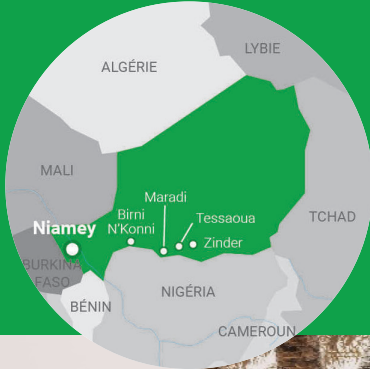 LYBIE
ALGÉRIE
MALI
Maradi
Birni
N'Konni
Tessaoua
TCHAD
Niamey
Zinder
BURKINA
FASO
NIGÉRIA
BÉNIN
CAMEROUN